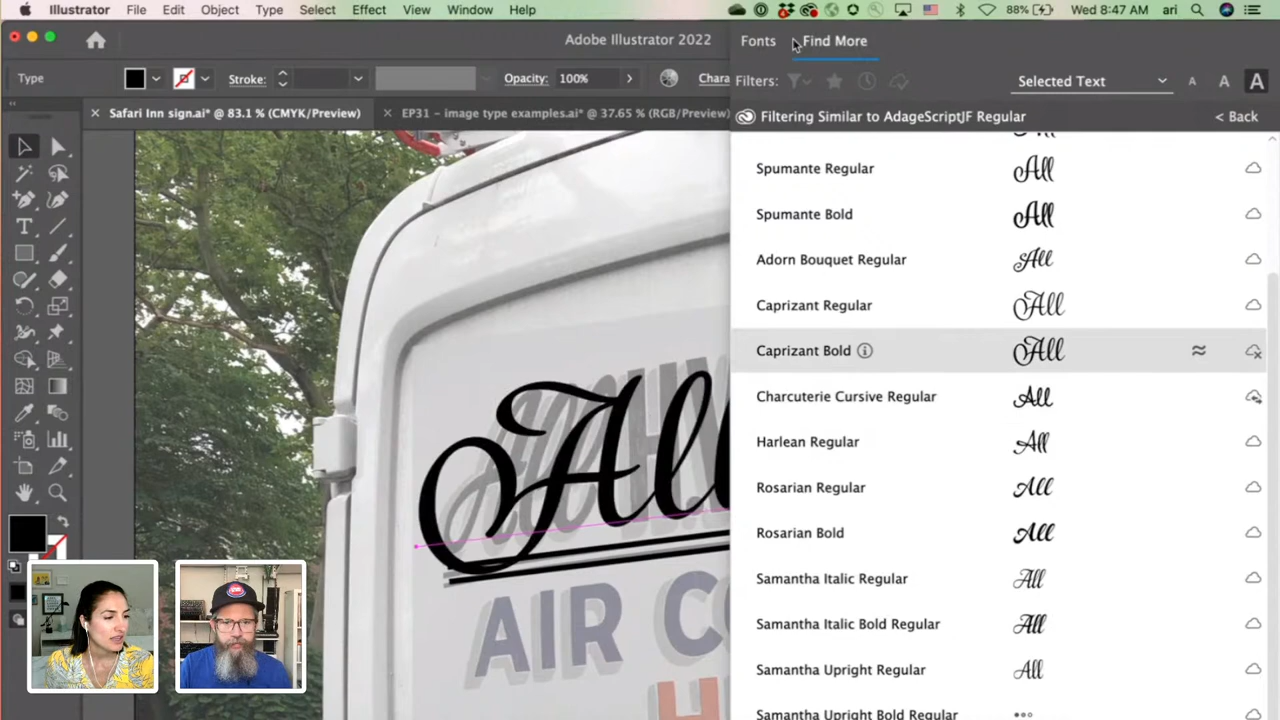 Illustrator File Edit Object Type Select Effect View Window Help 88% Wed 8:47 AM ari
Adobe Illustrator 2022
Type Stroke: Opacity: 100% Chara
Safari Inn sign.ai* @ 83.1 % (CMYK/Preview) EP31 - image type examples.ai* @ 37.65 % (RGB/Preview)
Fonts Find More
Filters: Selected Text A A A
Filtering Similar to AdageScriptJF Regular < Back
Spumante Regular All
Spumante Bold All
Adorn Bouquet Regular All
Caprizant Regular All
Caprizant Bold All
Charcuterie Cursive Regular All
Harlean Regular All
Rosarian Regular All
Rosarian Bold All
Samantha Italic Regular All
Samantha Italic Bold Regular All
Samantha Upright Regular All
Samantha Upright Bold Regular
All
AIR CO
H